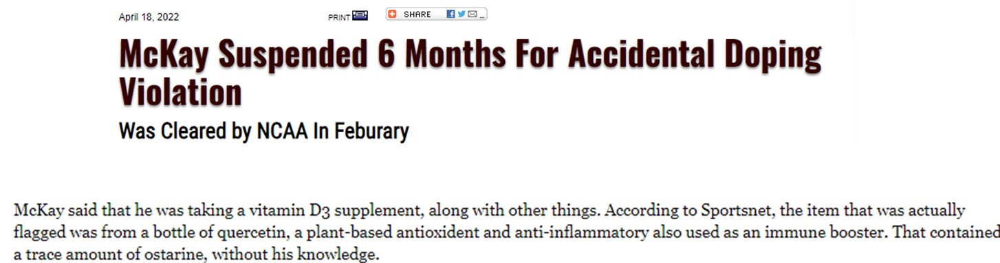 April 18, 2022 PRINT SHARE ...
McKay Suspended 6 Months For Accidental Doping
Violation
Was Cleared by NCAA In Feburary
McKay said that he was taking a vitamin D3 supplement, along with other things. According to Sportsnet, the item that was actually
flagged was from a bottle of quercetin, a plant-based antioxident and anti-inflammatory also used as an immune booster. That contained
a trace amount of ostarine, without his knowledge.